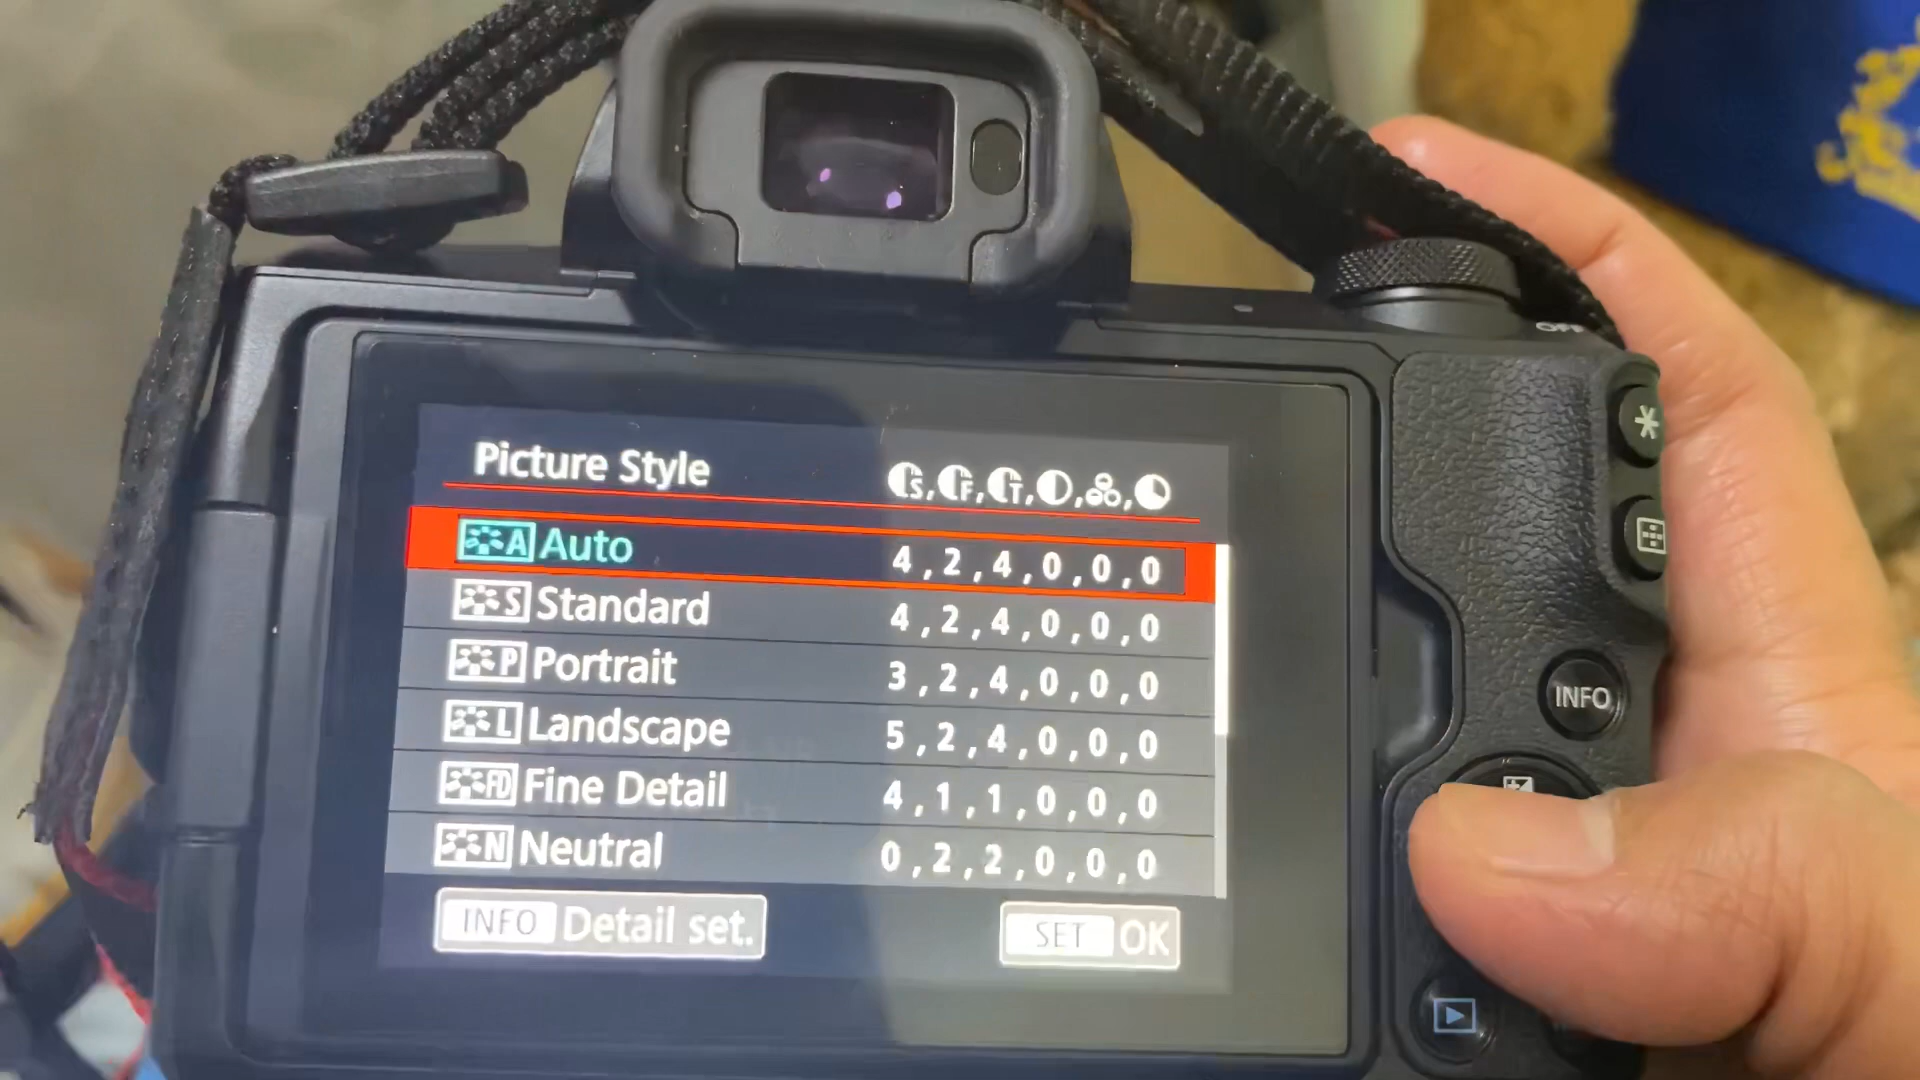 OFF
Picture Style S, F, T, , ,
A Auto 4,2,4,0,0,0
S Standard 4,2,4,0,0,0
P Portrait 3,2,4,0,0,0
L Landscape 5,2,4,0,0,0
FD Fine Detail 4,1,1,0,0,0
N Neutral 0,2,2,0,0,0
INFO Detail set. SET OK
INFO